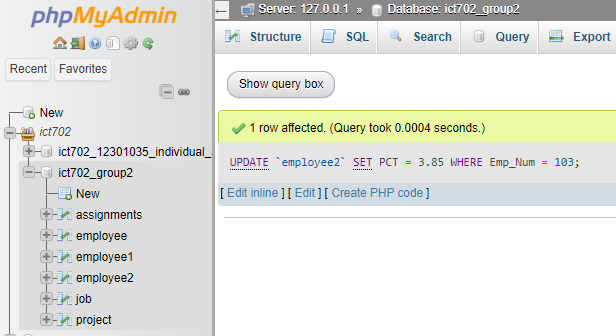 phpMyAdmin
Recent Favorites
New
ict702
ict702_12301035_individual_
ict702_group2
New
assignments
employee
employee1
employee2
job
project
Server: 127.0.0.1 » Database: ict702_group2
Structure SQL Search Query Export
Show query box
1 row affected. (Query took 0.0004 seconds.)
UPDATE `employee2` SET PCT = 3.85 WHERE Emp_Num = 103;
[ Edit inline ] [ Edit ] [ Create PHP code ]